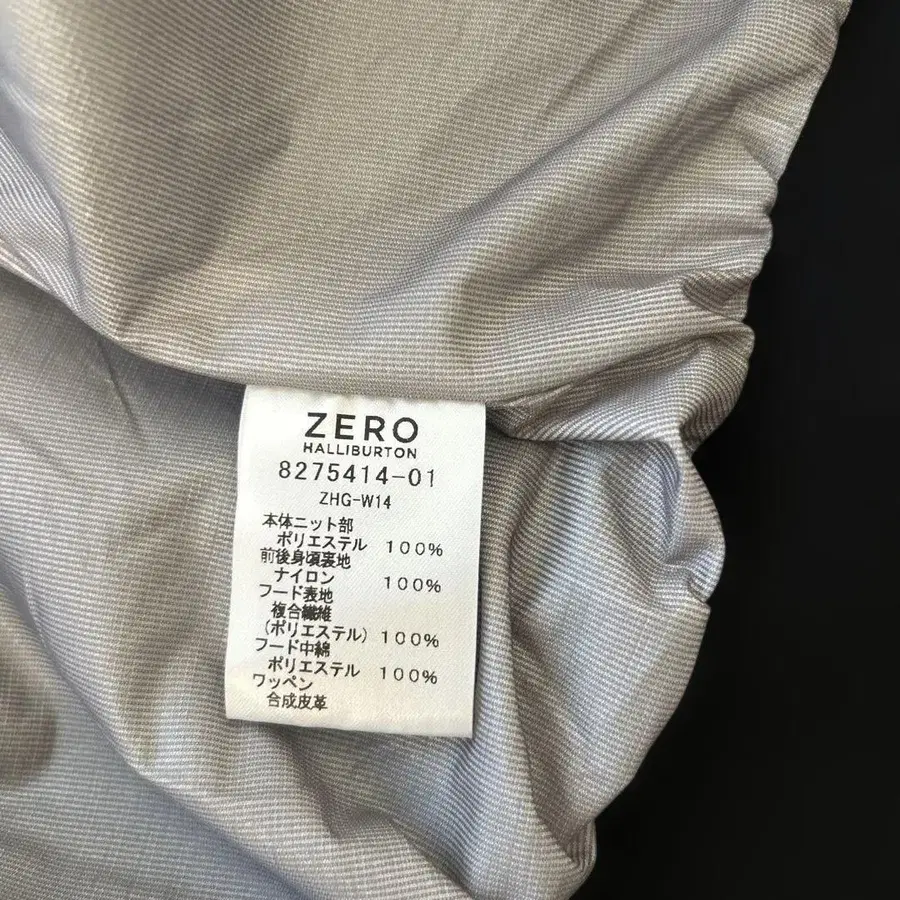 ZERO
HALLIBURTON
8275414-01
ZHG-W14
本体ニット部
ポリエステル 100%
前後身頃裏地
ナイロン 100%
フード表地
複合繊維
(ポリエステル) 100%
フード中綿
ポリエステル 100%
ワッペン
合成皮革